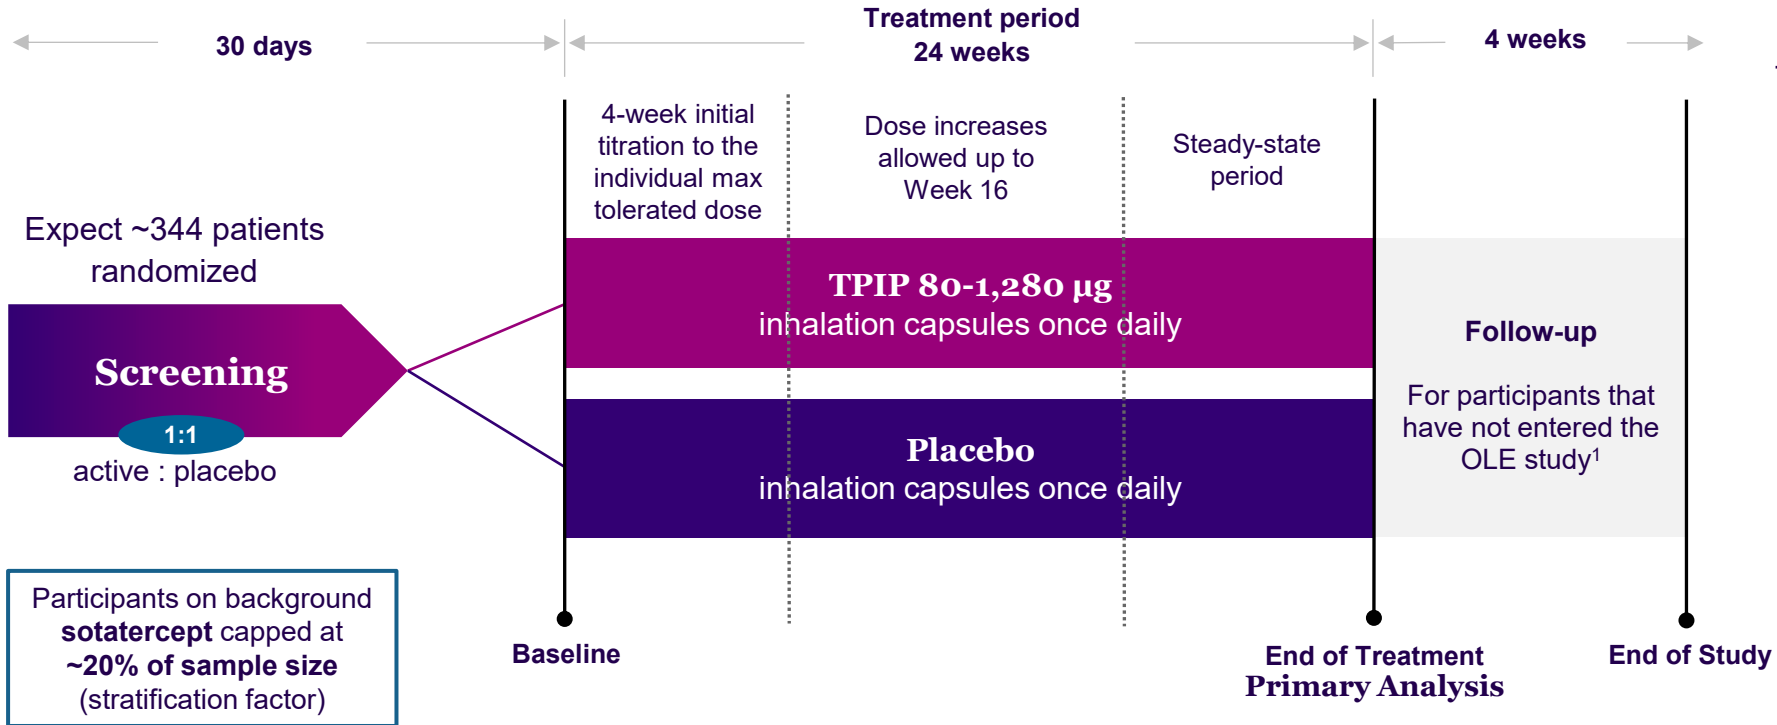 30 days
Treatment period
24 weeks
4 weeks
4-week initial
titration to the
individual max
tolerated dose
Dose increases
allowed up to
Week 16
Steady-state
period
Expect ~344 patients
randomized
Screening
1:1
active : placebo
TPIP 80-1,280 µg
inhalation capsules once daily
Placebo
inhalation capsules once daily
Follow-up
For participants that
have not entered the
OLE study¹
Participants on background
sotatercept capped at
~20% of sample size
(stratification factor)
Baseline
End of Treatment
Primary Analysis
End of Study